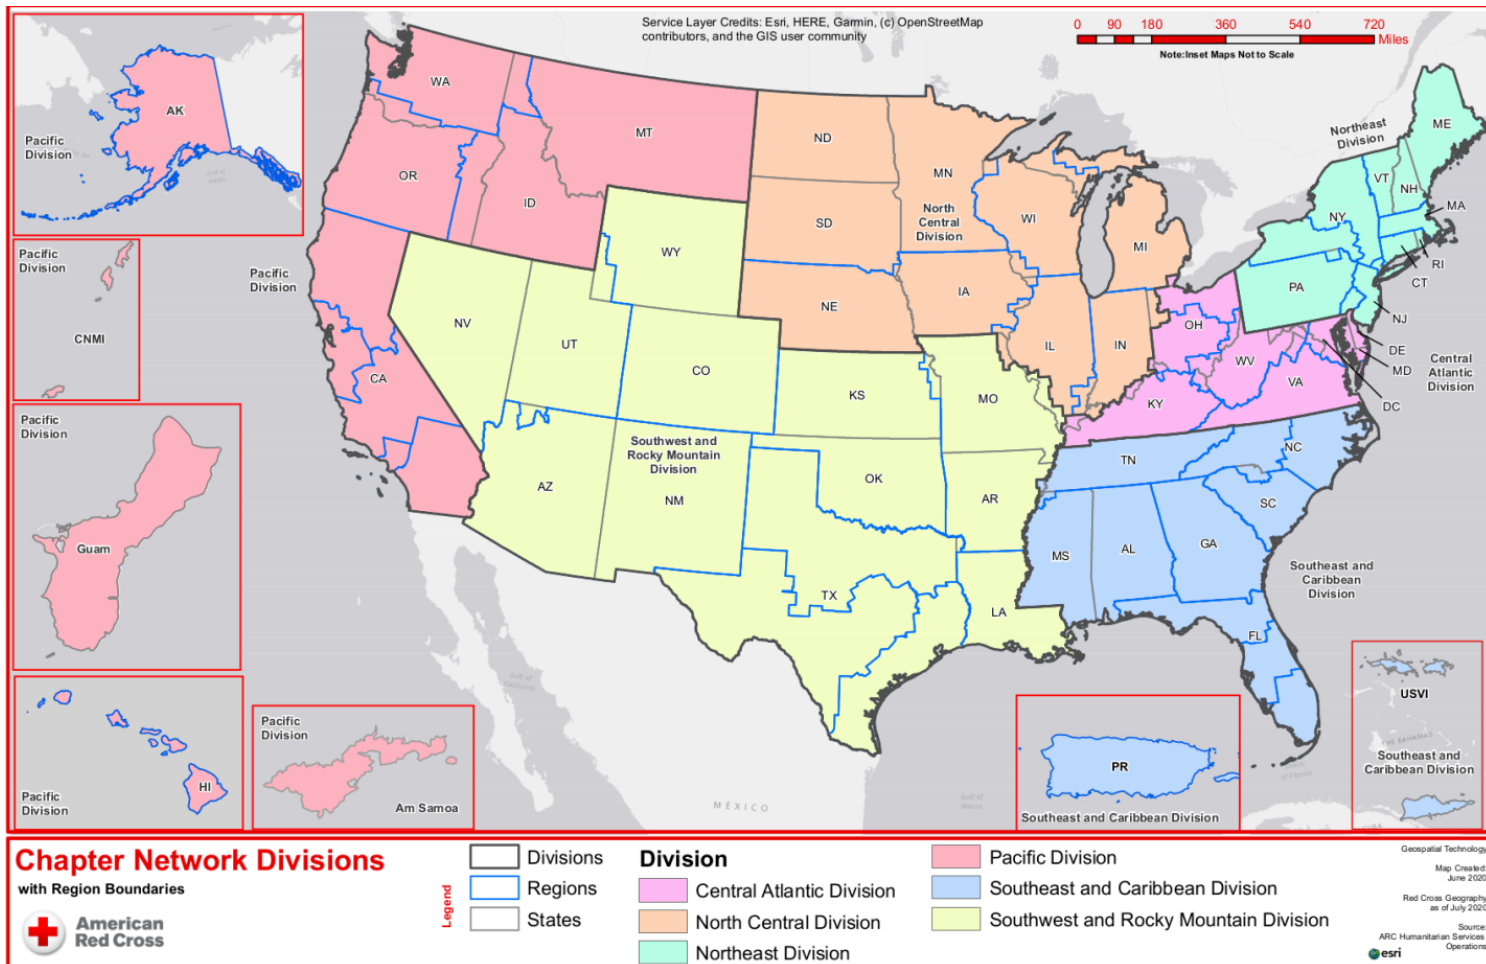 Service Layer Credits: Esri, HERE, Garmin, (c) OpenStreetMap
contributors, and the GIS user community
0 90 180 360 540 720
Miles
Note:Inset Maps Not to Scale
AK
Pacific
Division
Pacific
Division
CNMI
Pacific
Division
Guam
Pacific
Division
HI
Pacific
Division
Am Samoa
Pacific
Division
WA
OR
ID
MT
CA
NV
UT
WY
CO
AZ
NM
Southwest and
Rocky Mountain
Division
KS
OK
TX
MO
AR
LA
ND
SD
NE
MN
IA
WI
MI
IL
IN
North
Central
Division
OH
WV
KY
VA
DE
MD
DC
Central
Atlantic
Division
Northeast
Division
ME
VT
NH
MA
NY
RI
CT
PA
NJ
TN
NC
SC
MS
AL
GA
FL
Southeast and
Caribbean
Division
USVI
THE BAHAMAS
Southeast and
Caribbean Division
PR
Southeast and Caribbean Division
MÉXICO
Gulf of
California
Gulf of
Mexico
Chapter Network Divisions
with Region Boundaries
American
Red Cross
Legend
Divisions
Regions
States
Division
Central Atlantic Division
North Central Division
Northeast Division
Pacific Division
Southeast and Caribbean Division
Southwest and Rocky Mountain Division
Geospatial Technology
Map Created:
June 2020
Red Cross Geography
as of July 2020
Source:
ARC Humanitarian Services
Operations
esri